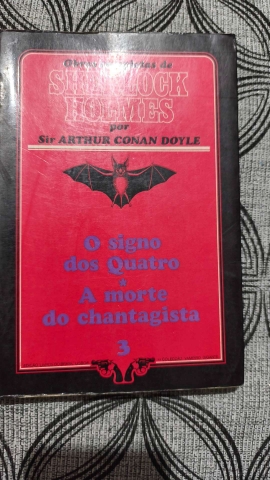 Obras completas de
SHERLOCK
HOLMES
por
Sir ARTHUR CONAN DOYLE
O signo
dos Quatro
e
A morte
do chantagista
3